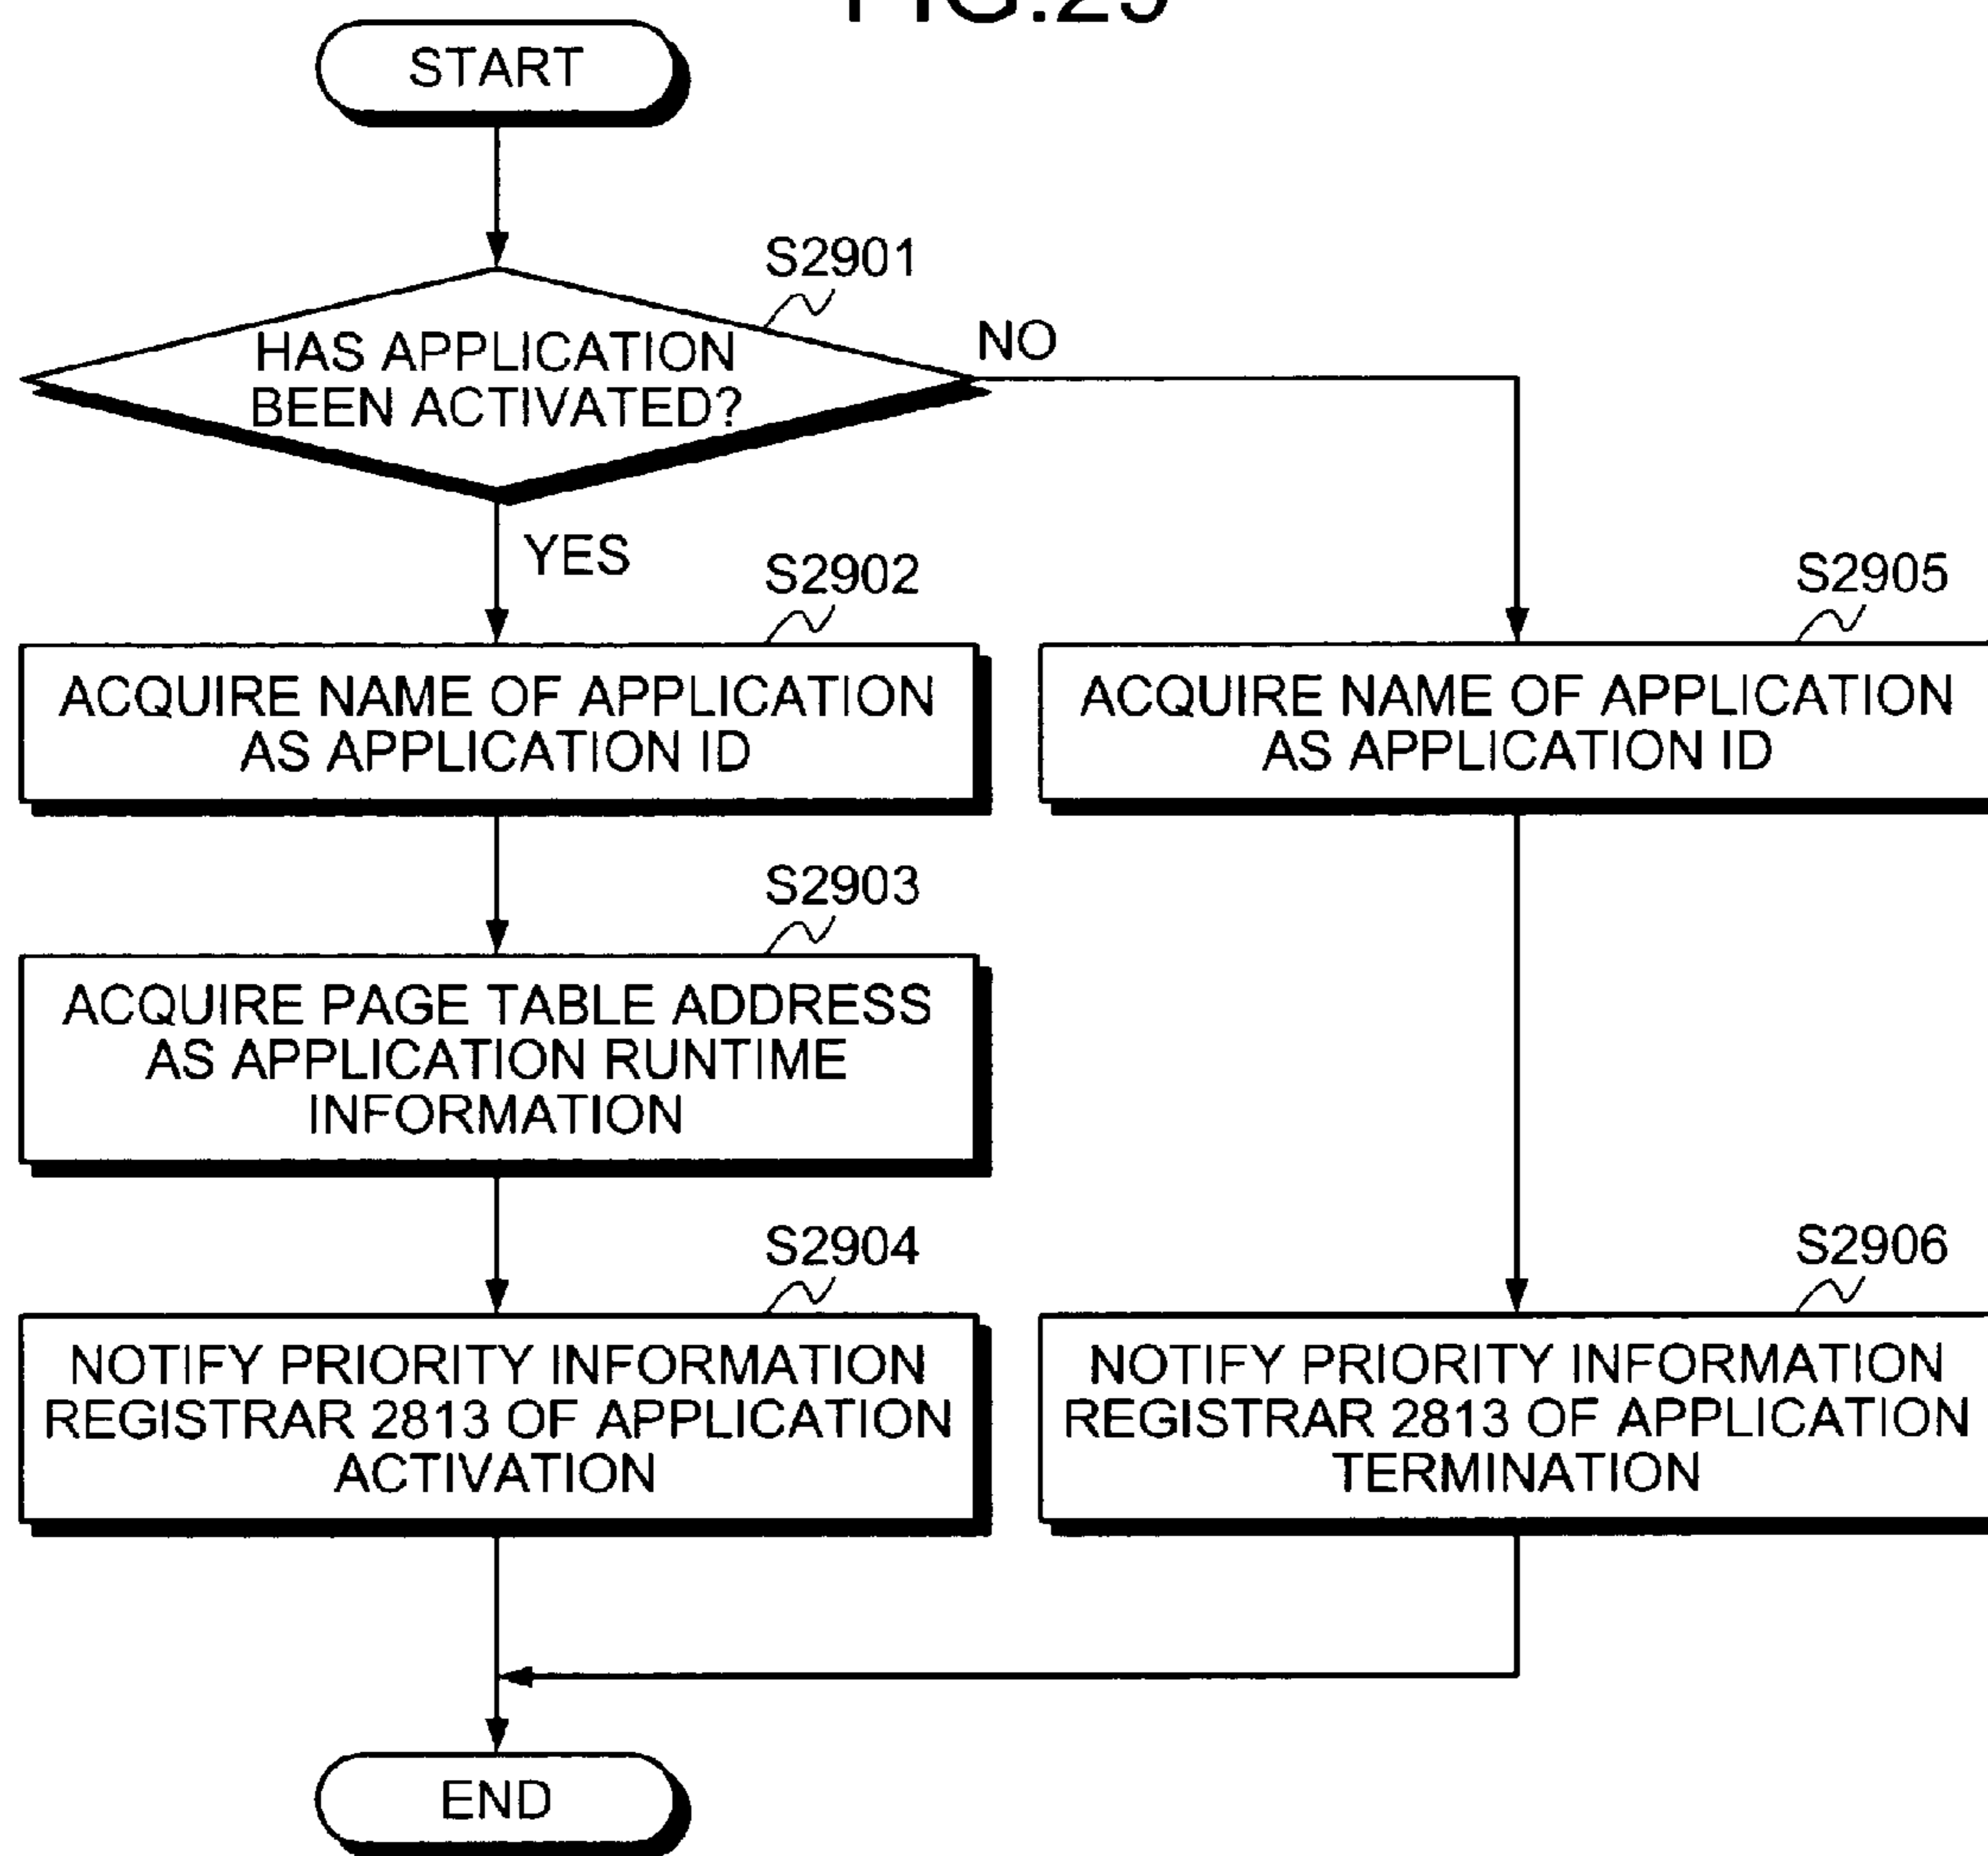 FIG.29
START
S2901
HAS APPLICATION
BEEN ACTIVATED?
NO
YES
S2902
ACQUIRE NAME OF APPLICATION
AS APPLICATION ID
S2905
ACQUIRE NAME OF APPLICATION
AS APPLICATION ID
S2903
ACQUIRE PAGE TABLE ADDRESS
AS APPLICATION RUNTIME
INFORMATION
S2904
NOTIFY PRIORITY INFORMATION
REGISTRAR 2813 OF APPLICATION
ACTIVATION
S2906
NOTIFY PRIORITY INFORMATION
REGISTRAR 2813 OF APPLICATION
TERMINATION
END